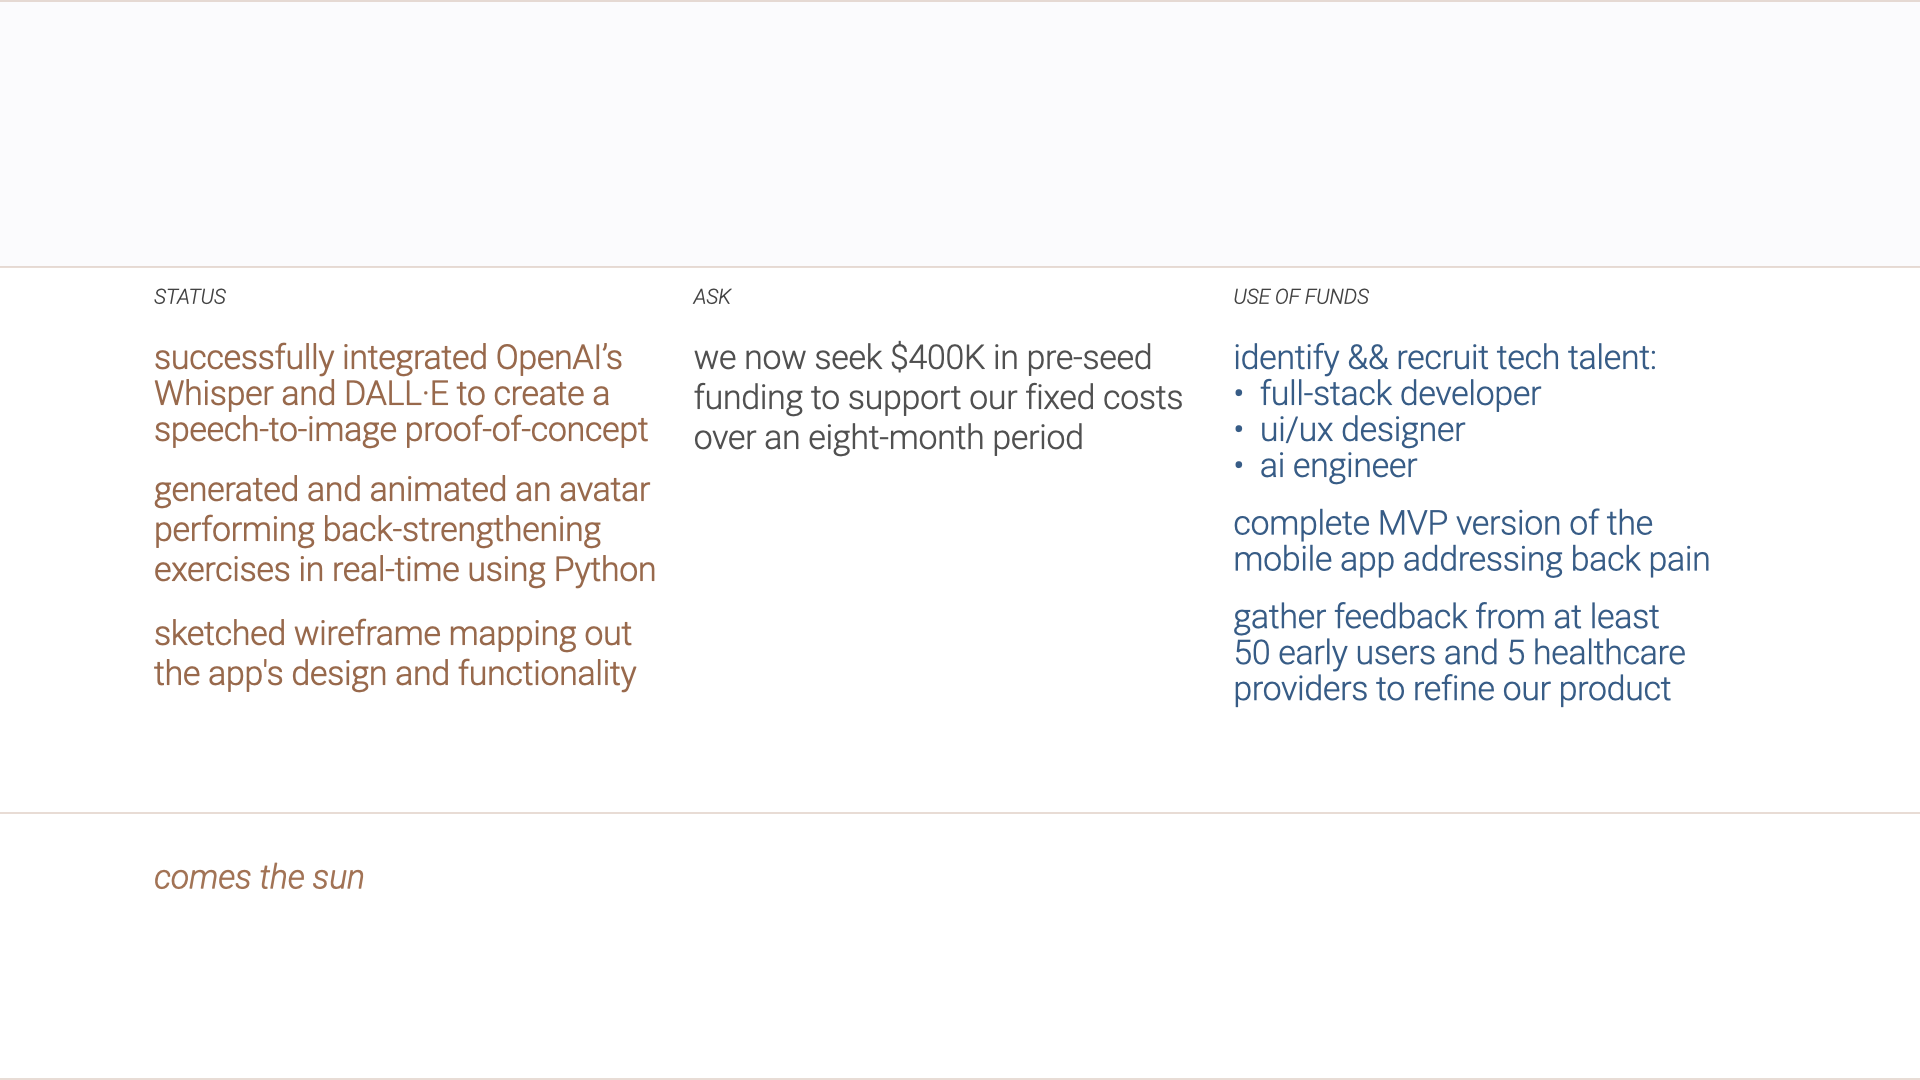 STATUS
successfully integrated OpenAI’s
Whisper and DALL·E to create a
speech-to-image proof-of-concept
generated and animated an avatar
performing back-strengthening
exercises in real-time using Python
sketched wireframe mapping out
the app's design and functionality
ASK
we now seek $400K in pre-seed
funding to support our fixed costs
over an eight-month period
USE OF FUNDS
identify && recruit tech talent:
• full-stack developer
• ui/ux designer
• ai engineer
complete MVP version of the
mobile app addressing back pain
gather feedback from at least
50 early users and 5 healthcare
providers to refine our product
comes the sun